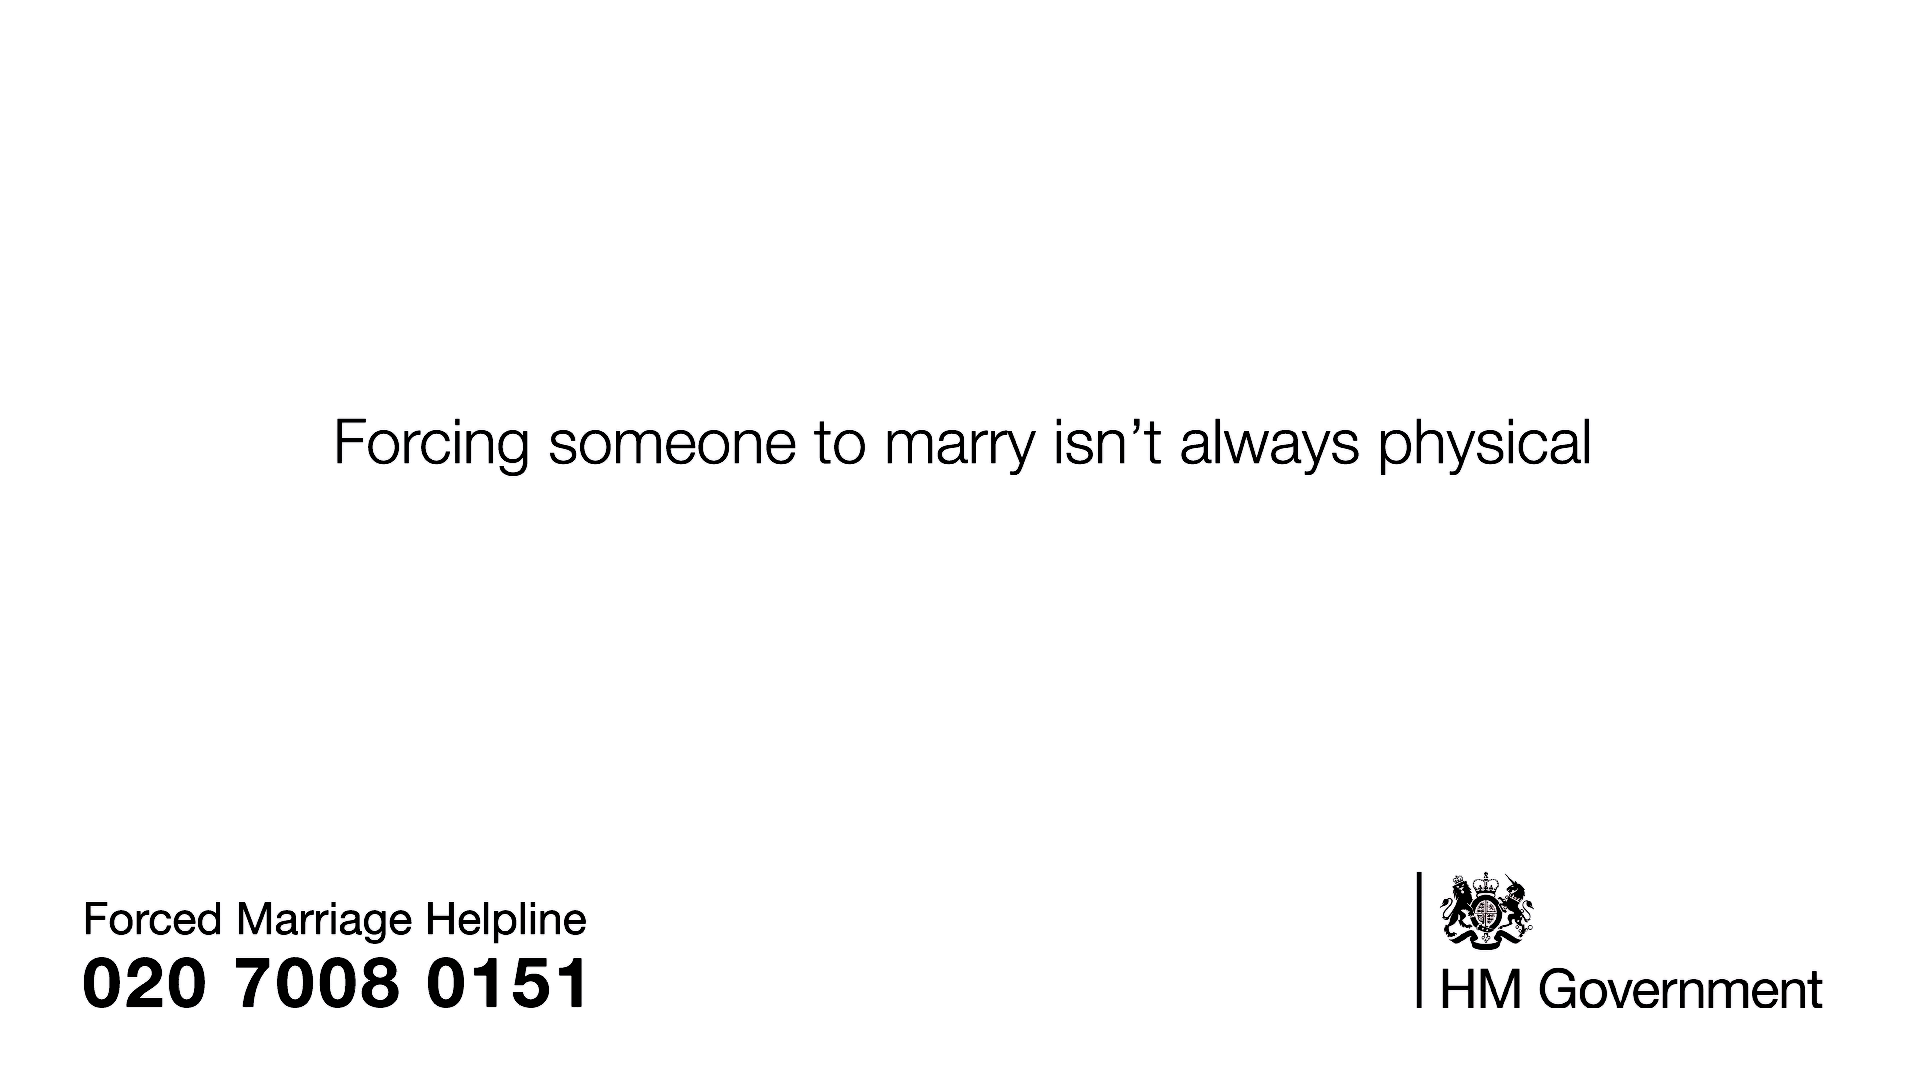 Forcing someone to marry isn’t always physical
Forced Marriage Helpline
020 7008 0151
HM Government